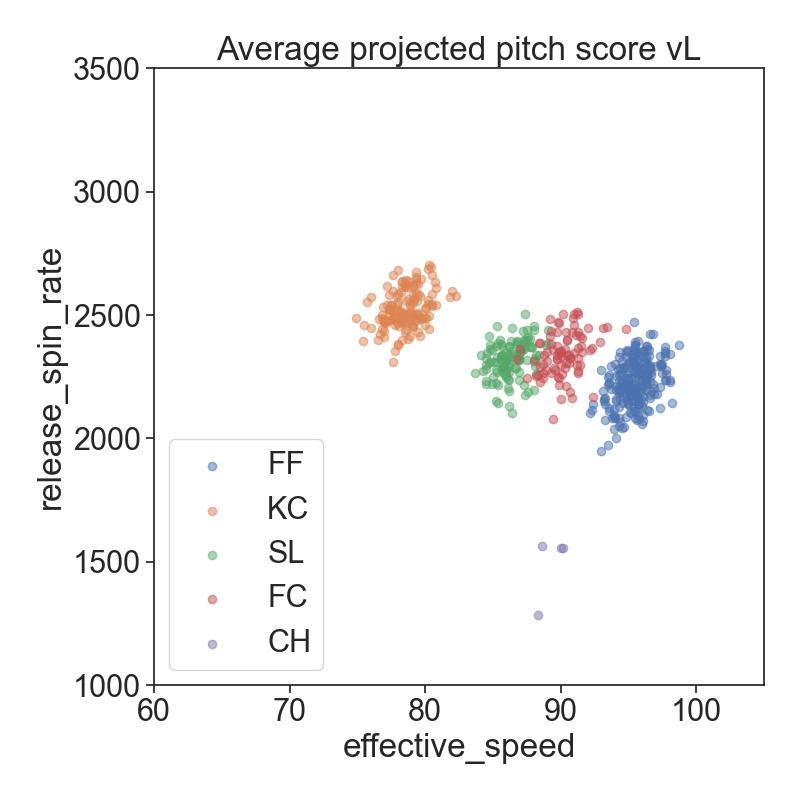 Average projected pitch score vL
3500
3000
2500
2000
1500
1000
release_spin_rate
FF
KC
SL
FC
CH
60
70
80
90
100
effective_speed